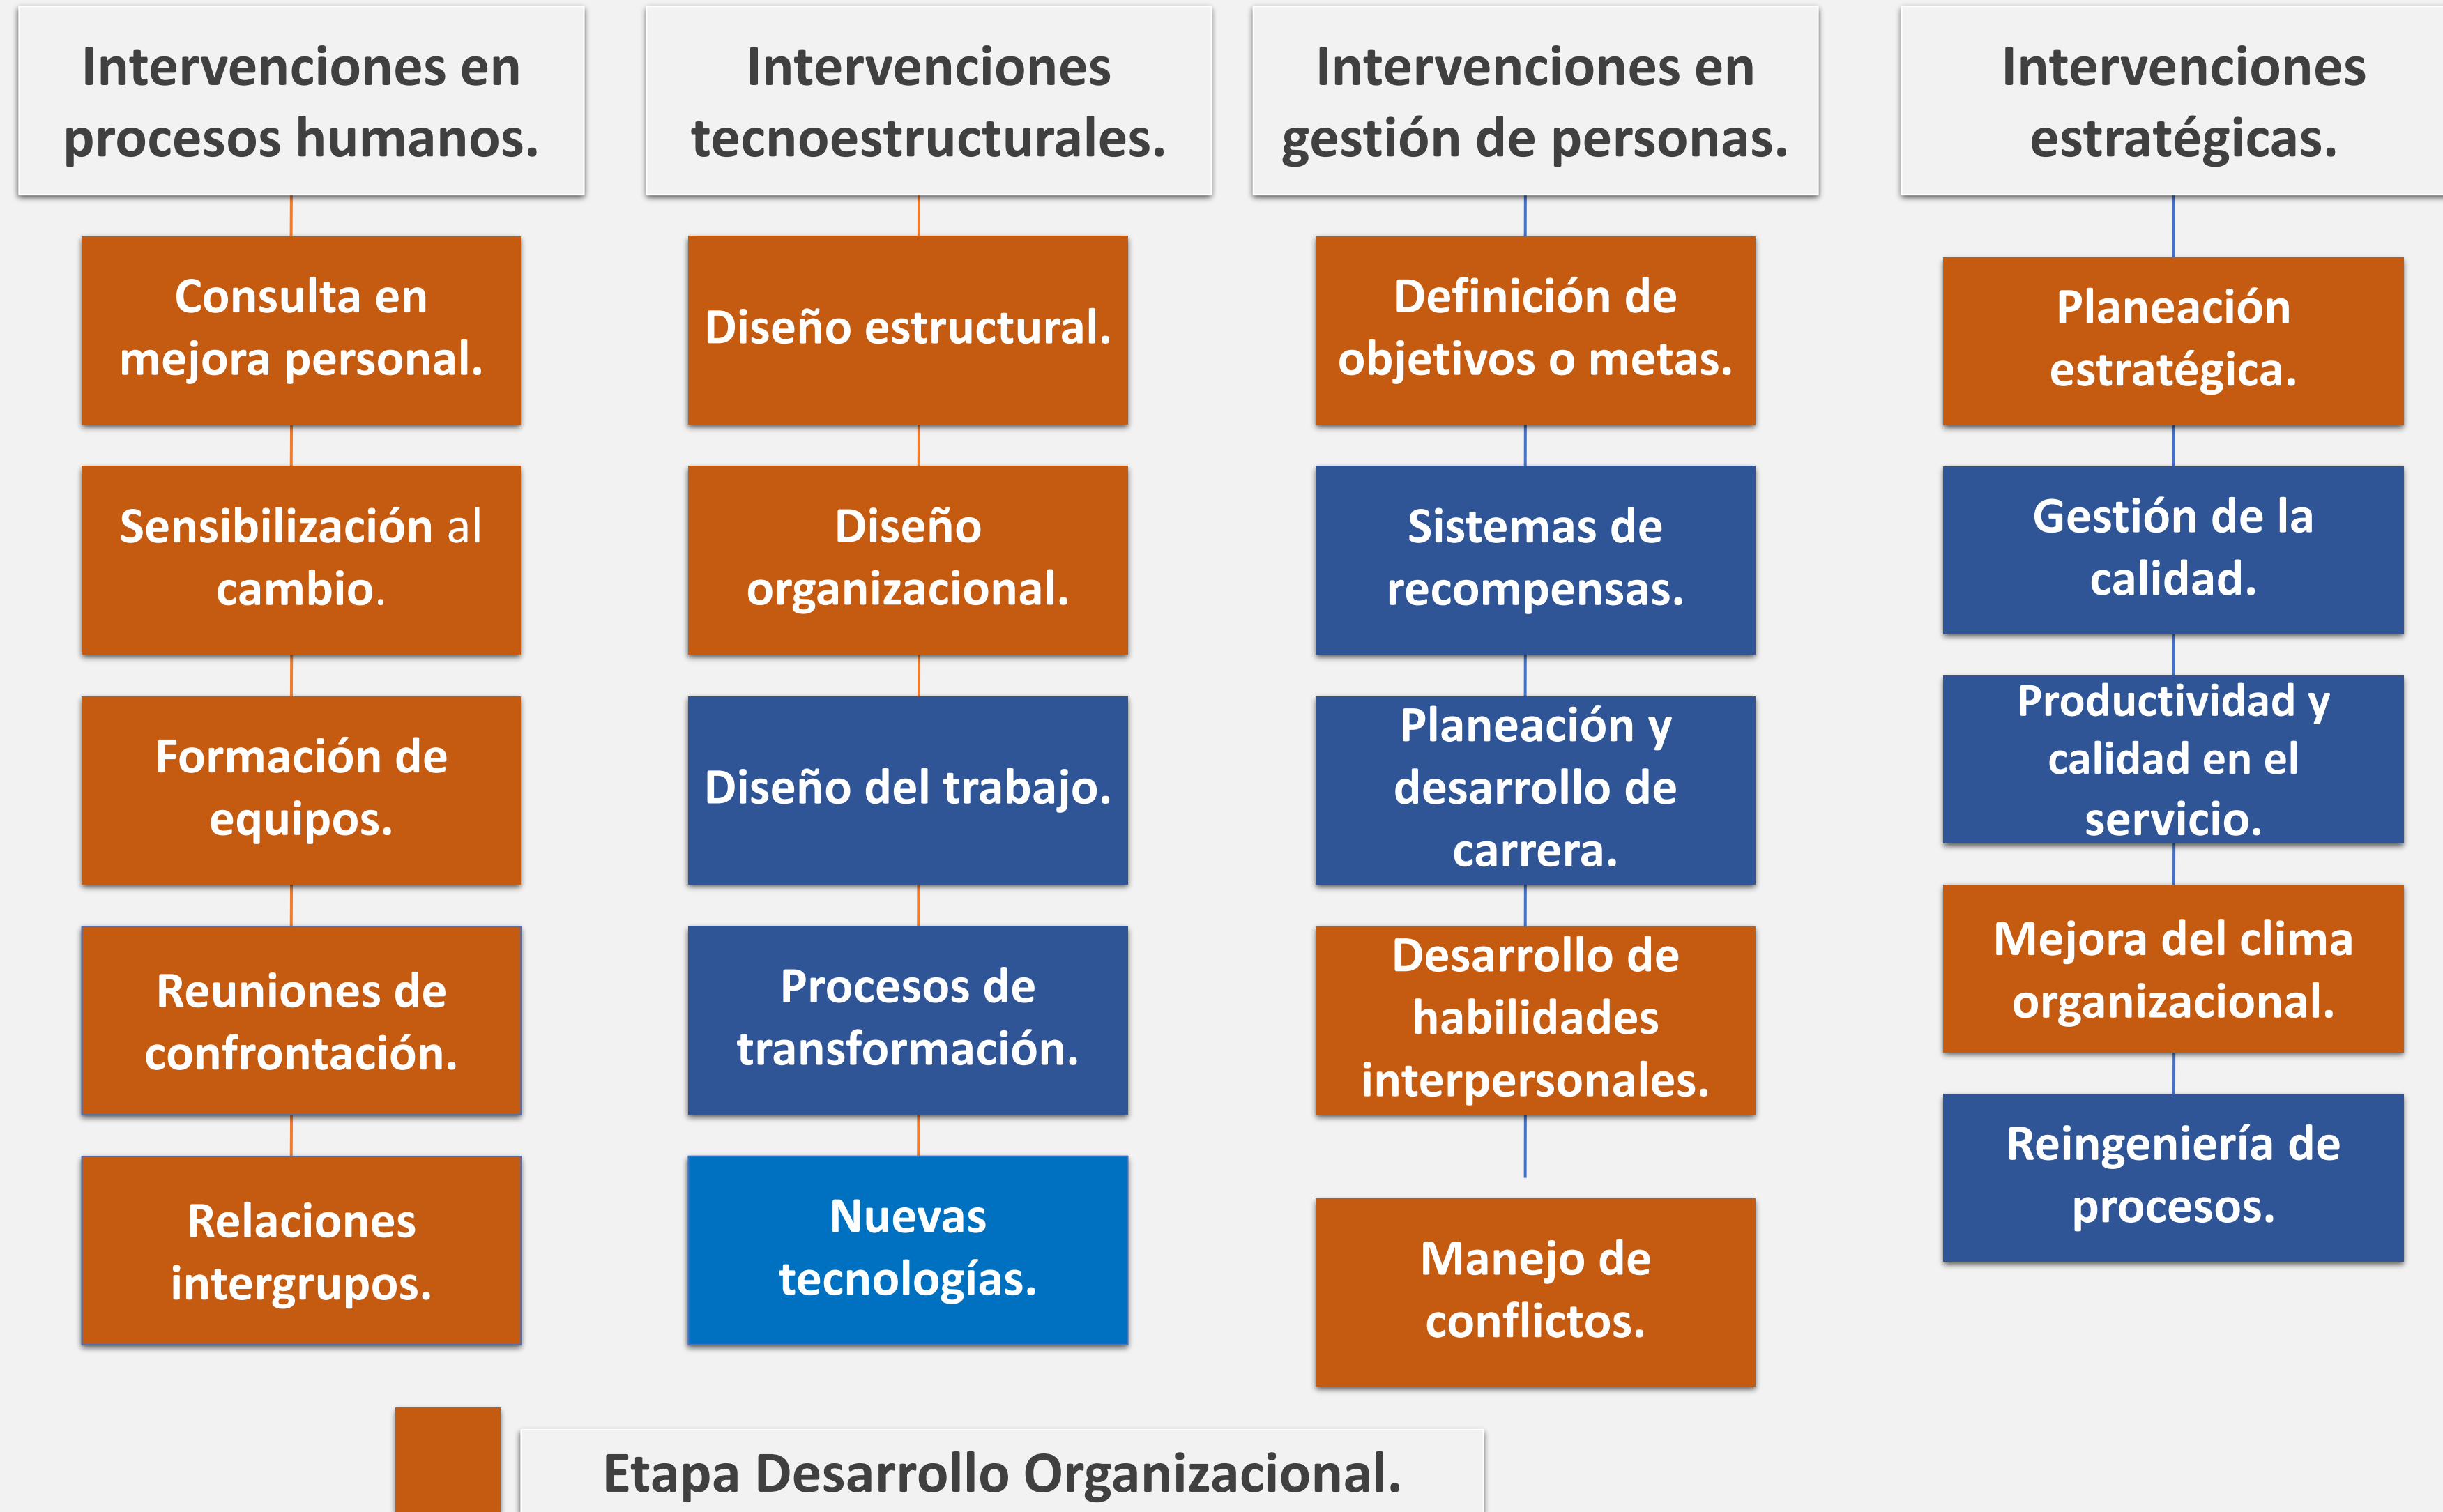 Intervenciones en
procesos humanos.
Consulta en
mejora personal.
Sensibilización al
cambio.
Formación de
equipos.
Reuniones de
confrontación.
Relaciones
intergrupos.
Intervenciones
tecnoestructurales.
Diseño estructural.
Diseño
organizacional.
Diseño del trabajo.
Procesos de
transformación.
Nuevas
tecnologías.
Intervenciones en
gestión de personas.
Definición de
objetivos o metas.
Sistemas de
recompensas.
Planeación y
desarrollo de
carrera.
Desarrollo de
habilidades
interpersonales.
Manejo de
conflictos.
Intervenciones
estratégicas.
Planeación
estratégica.
Gestión de la
calidad.
Productividad y
calidad en el
servicio.
Mejora del clima
organizacional.
Reingeniería de
procesos.
Etapa Desarrollo Organizacional.